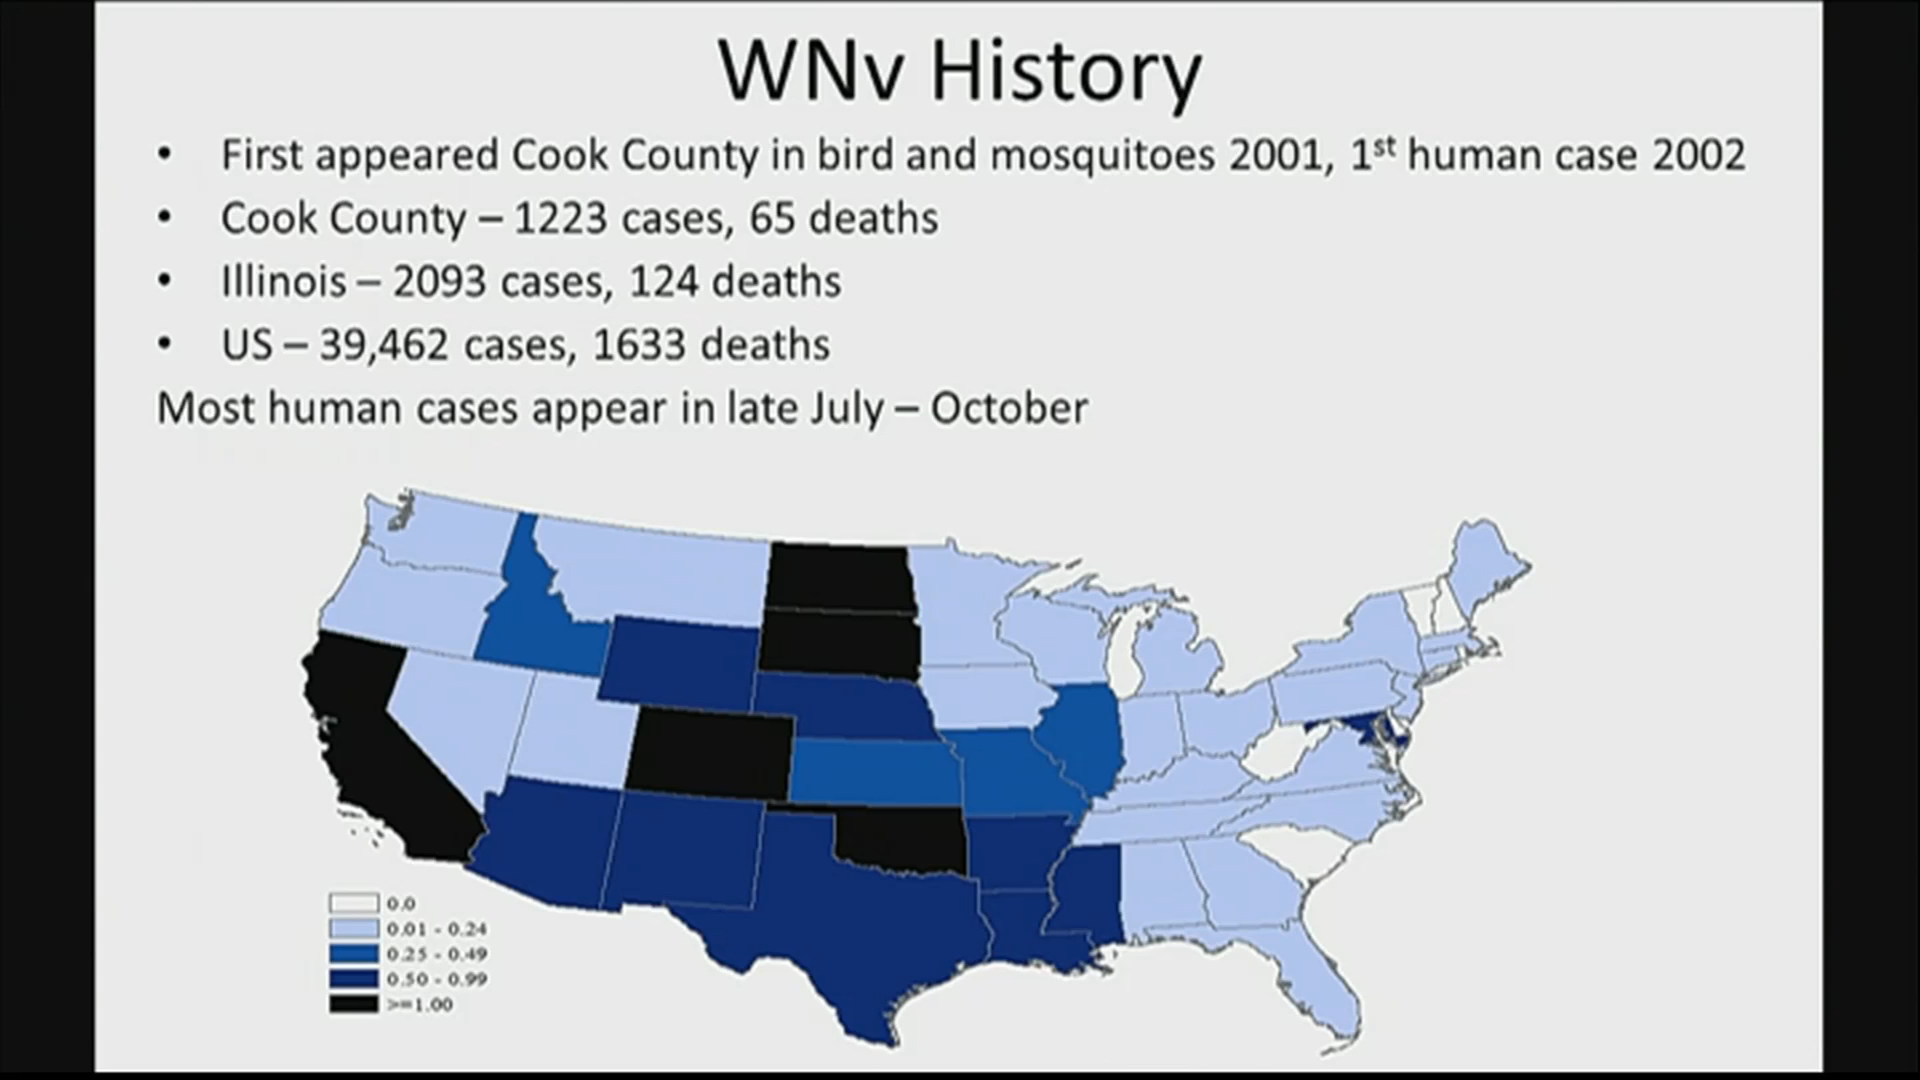 WNv History
• First appeared Cook County in bird and mosquitoes 2001, 1st human case 2002
• Cook County – 1223 cases, 65 deaths
• Illinois – 2093 cases, 124 deaths
• US – 39,462 cases, 1633 deaths
Most human cases appear in late July – October
0.0
0.01 - 0.24
0.25 - 0.49
0.50 - 0.99
>=1.00